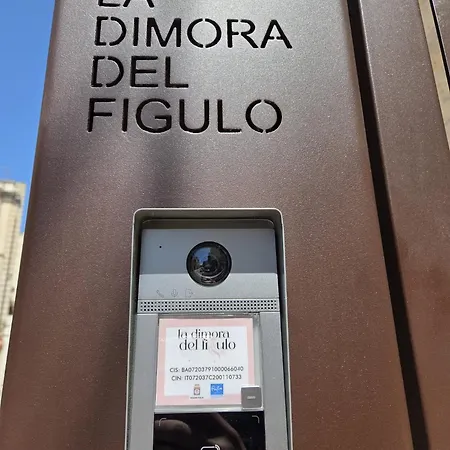 LA
DIMORA
DEL
FIGULO
la dimora
del figulo
CIS: BA07203791000066040
CIN: IT072037C200110733